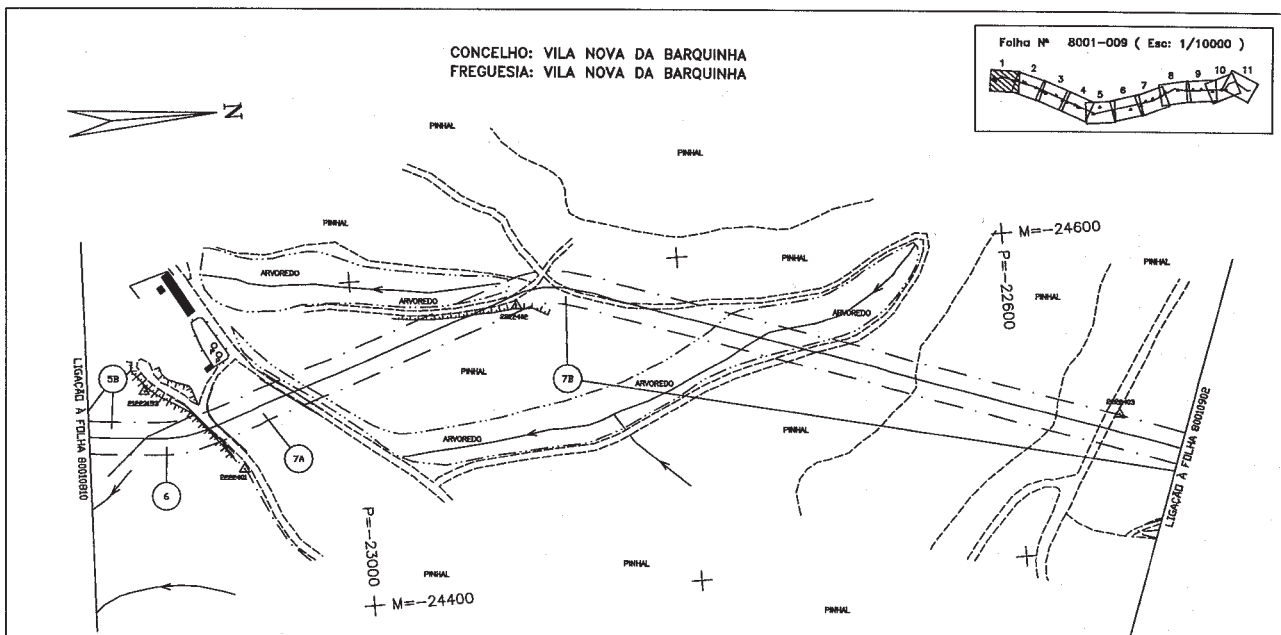 CONCELHO: VILA NOVA DA BARQUINHA
FREGUESIA: VILA NOVA DA BARQUINHA
Folha Nº 8001-009 ( Esc: 1/10000 )
1 2 3 4 5 6 7 8 9 10 11
N
PINHAL
PINHAL
PINHAL
M=-24600
P=-22600
PINHAL
PINHAL
ARVOREDO
ARVOREDO
2322402
PINHAL
ARVOREDO
PINHAL
7B
ARVOREDO
5B
LIGAÇÃO À FOLHA 80010810
7A
6
2222401
ARVOREDO
PINHAL
LIGAÇÃO À FOLHA 80010902
P=-23000
M=-24400
PINHAL
PINHAL
PINHAL